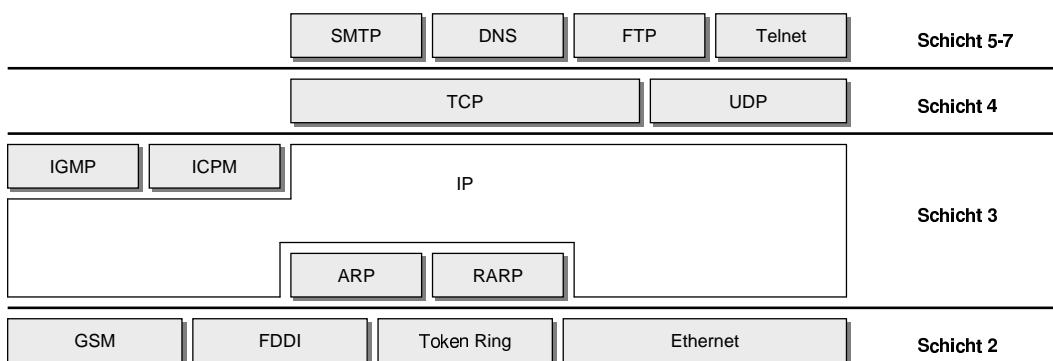 SMTP DNS FTP Telnet Schicht 5-7
TCP UDP Schicht 4
IGMP ICPM
IP
Schicht 3
ARP RARP
GSM FDDI Token Ring Ethernet Schicht 2